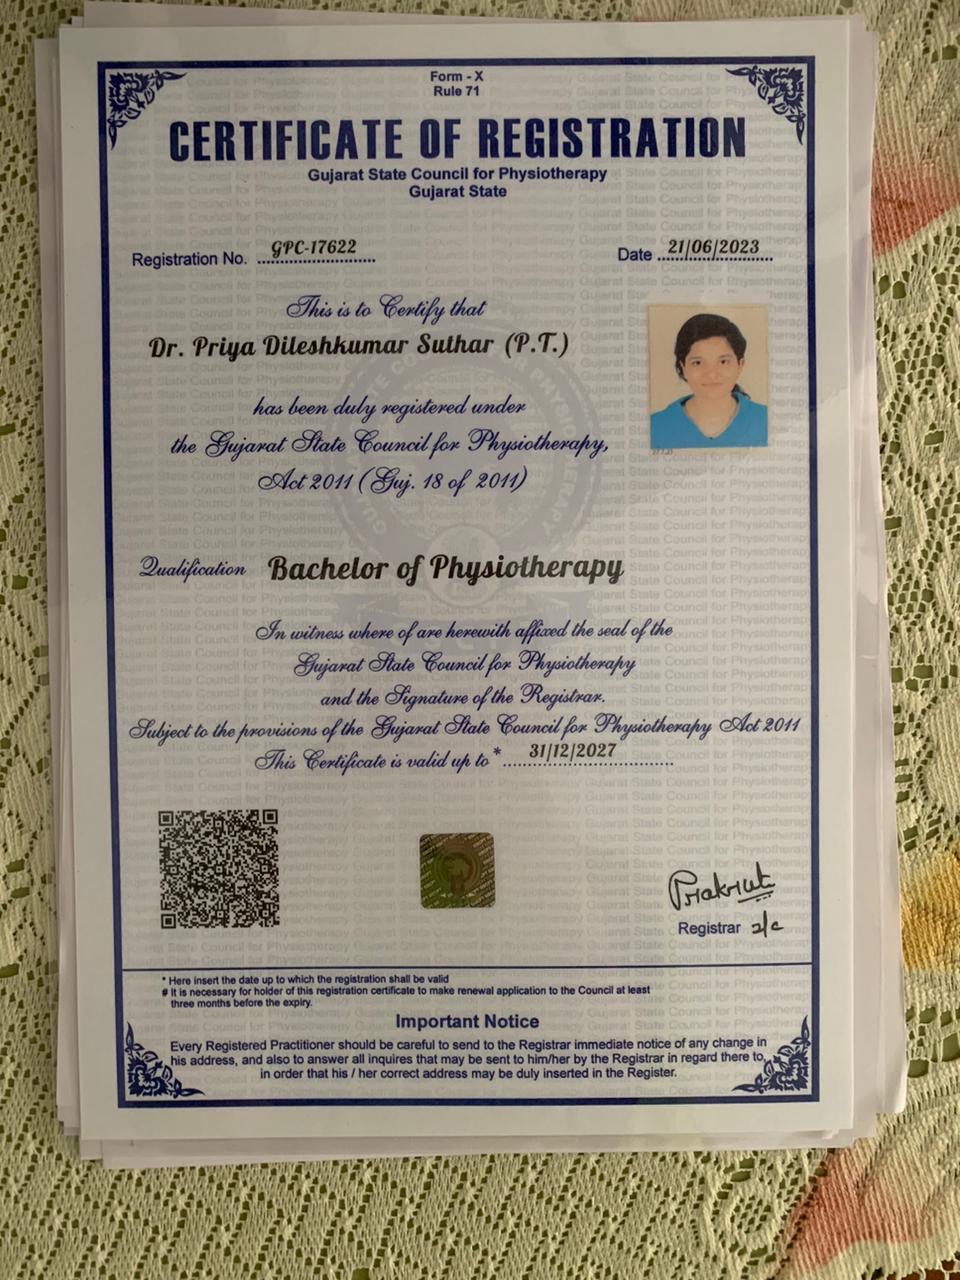 Form - X
Rule 71
CERTIFICATE OF REGISTRATION
Gujarat State Council for Physiotherapy
Gujarat State
Registration No. GPC-17622
Date 21/06/2023
This is to Certify that
Dr. Priya Dileshkumar Suthar (P.T.)
has been duly registered under
the Gujarat State Council for Physiotherapy,
Act 2011 (Guj. 18 of 2011)
Qualification Bachelor of Physiotherapy
In witness where of are herewith affixed the seal of the
Gujarat State Council for Physiotherapy
and the Signature of the Registrar.
Subject to the provisions of the Gujarat State Council for Physiotherapy Act 2011
This Certificate is valid up to * 31/12/2027
Registrar
* Here insert the date up to which the registration shall be valid
# It is necessary for holder of this registration certificate to make renewal application to the Council at least
three months before the expiry.
Important Notice
Every Registered Practitioner should be careful to send to the Registrar immediate notice of any change in
his address, and also to answer all inquires that may be sent to him/her by the Registrar in regard there to,
in order that his / her correct address may be duly inserted in the Register.